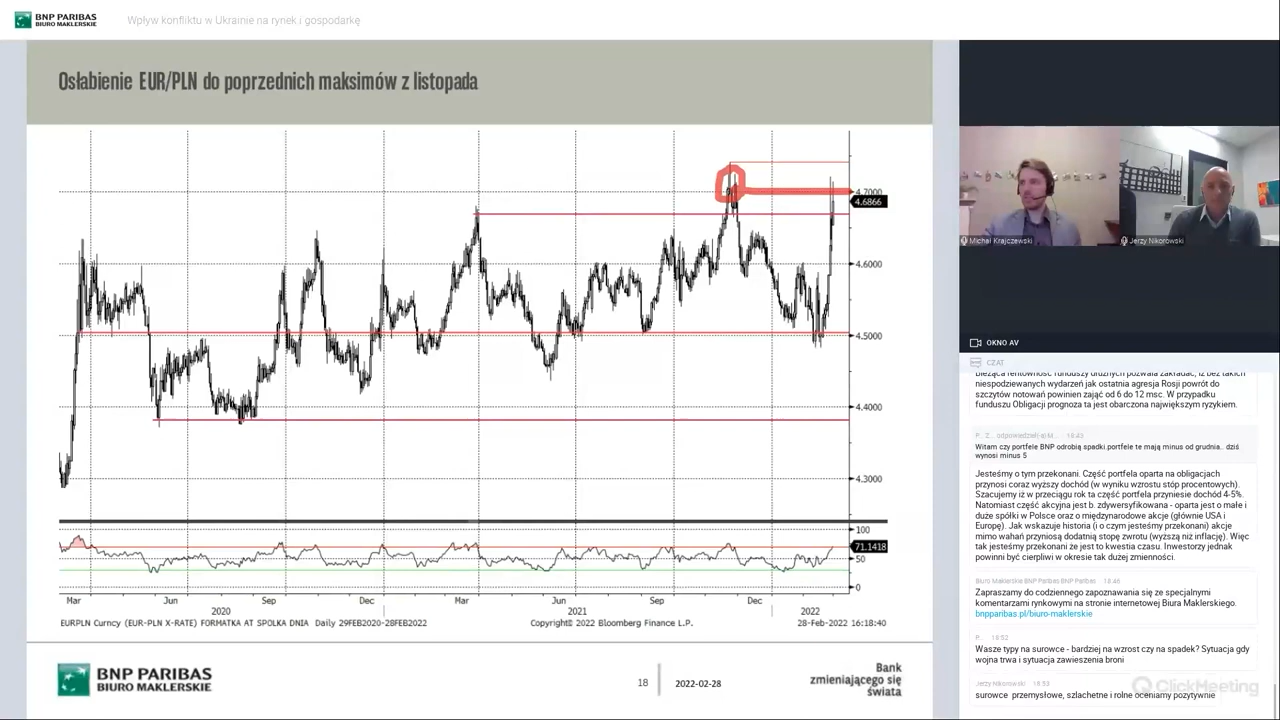 BNP PARIBAS
BIURO MAKLERSKIE
Wpływ konfliktu w Ukrainie na rynek i gospodarkę
Osłabienie EUR/PLN do poprzednich maksimów z listopada
4.7000
4.6866
4.6000
4.5000
4.4000
4.3000
100
71.1418
50
0
Mar Jun Sep Dec Mar Jun Sep Dec
2020 2021 2022
EURPLN Curncy (EUR-PLN X-RATE) FORMATKA AT SPOLKA DNIA Daily 29FEB2020-28FEB2022 Copyright© 2022 Bloomberg Finance L.P. 28-Feb-2022 16:18:40
BNP PARIBAS
BIURO MAKLERSKIE
18
2022-02-28
Bank
zmieniającego się
świata
Michał Krajczewski
Jerzy Nikorowski
OKNO AV
CZAT
bieżąca rentowność funduszy dłużnych pozwala zakładać, iż bez takich
niespodziewanych wydarzeń jak ostatnia agresja Rosji powrót do
szczytów notowań powinien zająć od 6 do 12 msc. W przypadku
funduszu Obligacji prognoza ta jest obarczona największym ryzykiem.
18:43
Witam czy portfele BNP odrobią spadki portfele te mają minus od grudnia.. dziś
wynosi minus 5
Jesteśmy o tym przekonani. Część portfela oparta na obligacjach
przynosi coraz wyższy dochód (w wyniku wzrostu stóp procentowych).
Szacujemy iż w przeciągu rok ta część portfela przyniesie dochód 4-5%.
Natomiast część akcyjna jest b. zdywersyfikowana - oparta jest o małe i
duże spółki w Polsce oraz o międzynarodowe akcje (głównie USA i
Europę). Jak wskazuje historia (i o czym jesteśmy przekonani) akcje
mimo wahań przyniosą dodatnią stopę zwrotu (wyższą niż inflację). Więc
tak jesteśmy przekonani że jest to kwestia czasu. Inwestorzy jednak
powinni być cierpliwi w okresie tak dużej zmienności.
Biuro Maklerskie BNP Paribas BNP Paribas 18:46
Zapraszamy do codziennego zapoznawania się ze specjalnymi
komentarzami rynkowymi na stronie internetowej Biura Maklerskiego.
bnpparibas.pl/biuro-maklerskie
P.. 18:52
Wasze typy na surowce - bardziej na wzrost czy na spadek? Sytuacja gdy
wojna trwa i sytuacja zawieszenia broni
Jerzy Nikorowski 18:53
surowce przemysłowe, szlachetne i rolne oceniamy pozytywnie
ClickMeeting